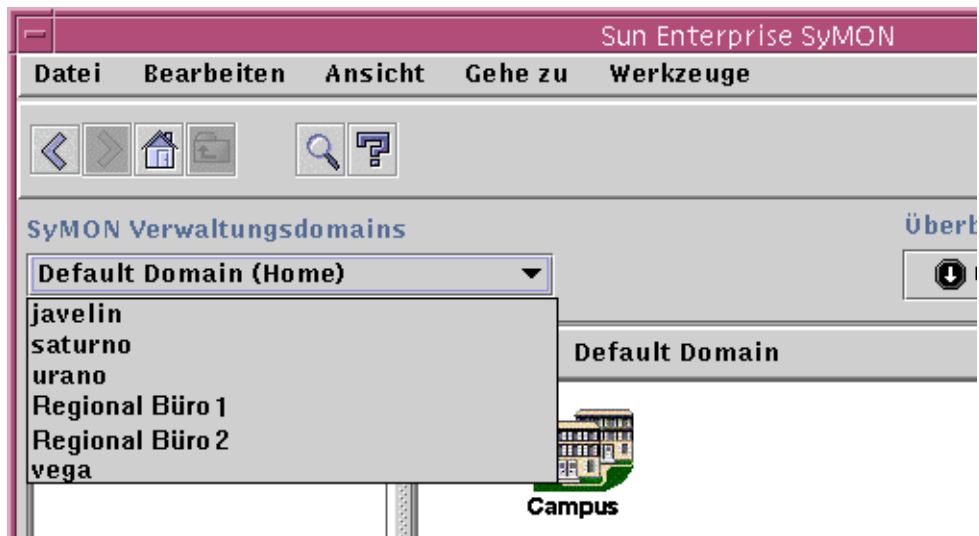 Sun Enterprise SyMON
Datei Bearbeiten Ansicht Gehe zu Werkzeuge
SyMON Verwaltungsdomains
Default Domain (Home)
javelin
saturno
urano
Regional Büro 1
Regional Büro 2
vega
Default Domain
Campus